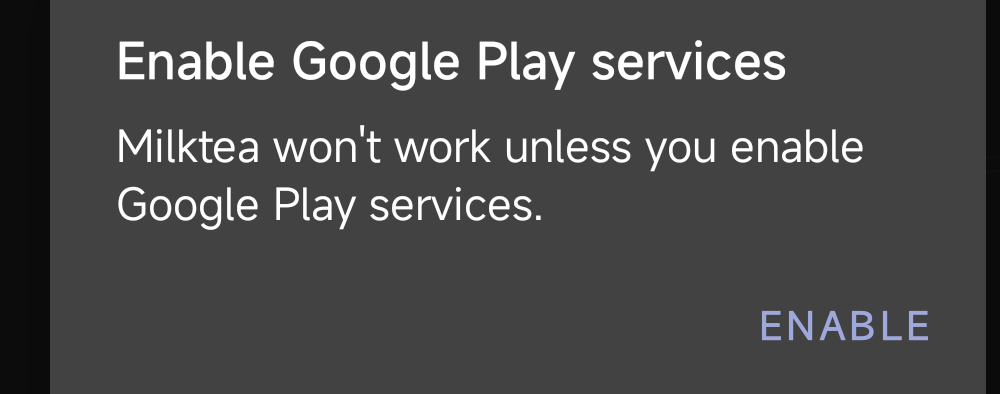 Enable Google Play services
Milktea won't work unless you enable
Google Play services.
ENABLE